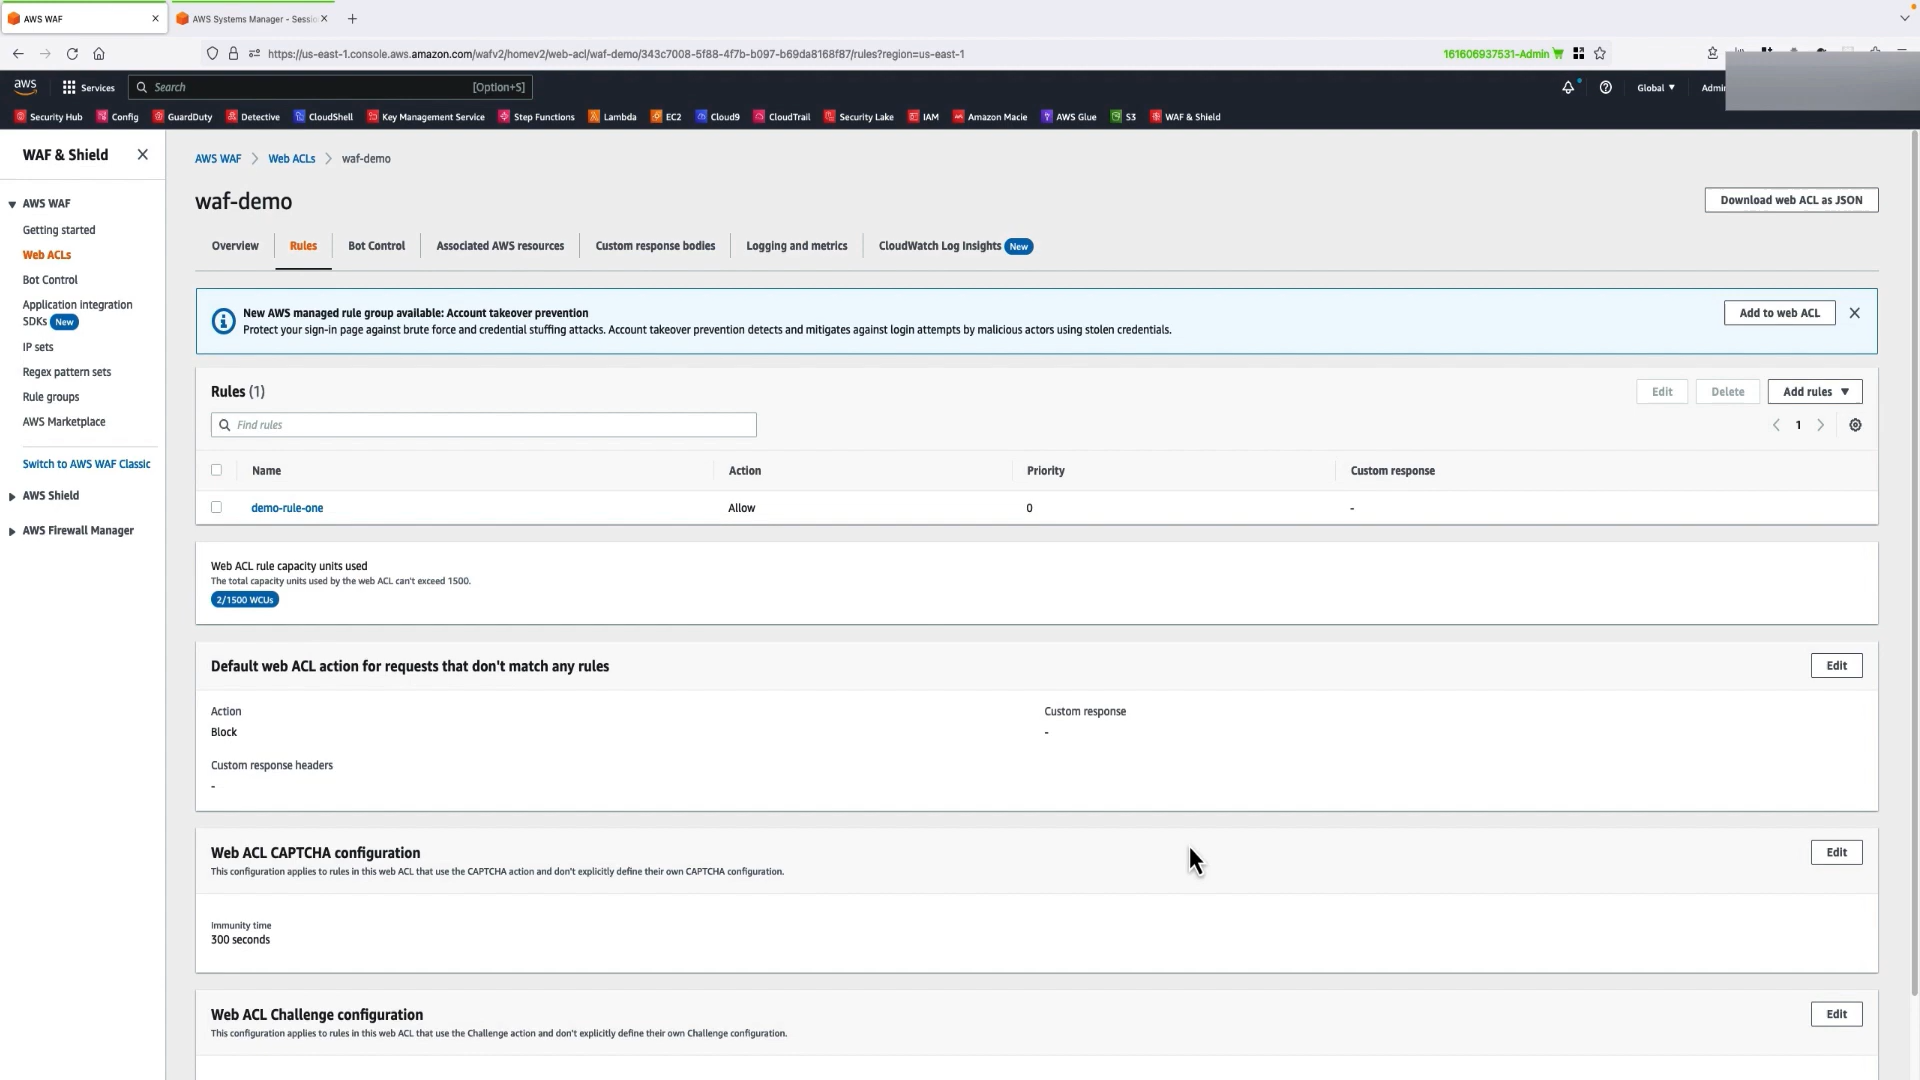 AWS WAF
AWS Systems Manager - Sessio
https://us-east-1.console.aws.amazon.com/wafv2/homev2/web-acl/waf-demo/343c7008-5f88-4f7b-b097-b69da8168f87/rules?region=us-east-1
161606937531-Admin
aws
Services
Search
[Option+S]
Global
Admin
Security Hub
Config
GuardDuty
Detective
CloudShell
Key Management Service
Step Functions
Lambda
EC2
Cloud9
CloudTrail
Security Lake
IAM
Amazon Macie
AWS Glue
S3
WAF & Shield
WAF & Shield
AWS WAF
Getting started
Web ACLs
Bot Control
Application integration
SDKs New
IP sets
Regex pattern sets
Rule groups
AWS Marketplace
Switch to AWS WAF Classic
AWS Shield
AWS Firewall Manager
AWS WAF > Web ACLs > waf-demo
waf-demo
Download web ACL as JSON
Overview
Rules
Bot Control
Associated AWS resources
Custom response bodies
Logging and metrics
CloudWatch Log Insights New
New AWS managed rule group available: Account takeover prevention
Protect your sign-in page against brute force and credential stuffing attacks. Account takeover prevention detects and mitigates against login attempts by malicious actors using stolen credentials.
Add to web ACL
Rules (1)
Edit
Delete
Add rules
Find rules
1
Name
Action
Priority
Custom response
demo-rule-one
Allow
0
-
Web ACL rule capacity units used
The total capacity units used by the web ACL can't exceed 1500.
2/1500 WCUs
Default web ACL action for requests that don't match any rules
Edit
Action
Block
Custom response
-
Custom response headers
-
Web ACL CAPTCHA configuration
This configuration applies to rules in this web ACL that use the CAPTCHA action and don't explicitly define their own CAPTCHA configuration.
Edit
Immunity time
300 seconds
Web ACL Challenge configuration
This configuration applies to rules in this web ACL that use the Challenge action and don't explicitly define their own Challenge configuration.
Edit